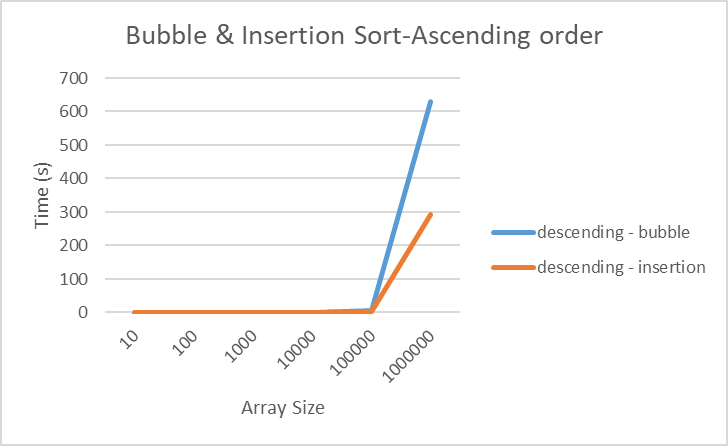 Bubble & Insertion Sort-Ascending order
700
600
500
400
300
200
100
0
Time (s)
10
100
1000
10000
100000
1000000
Array Size
descending - bubble
descending - insertion